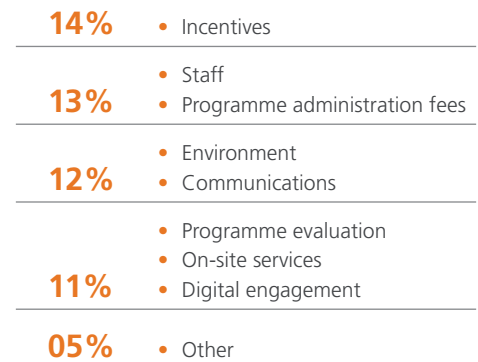 14% • Incentives
• Staff
13% • Programme administration fees
• Environment
12% • Communications
• Programme evaluation
• On-site services
11% • Digital engagement
05% • Other